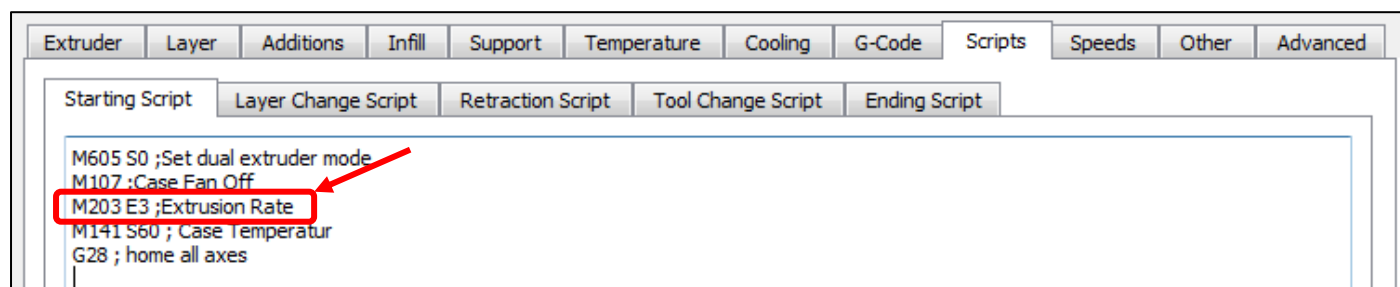 Extruder Layer Additions Infill Support Temperature Cooling G-Code Scripts Speeds Other Advanced
Starting Script Layer Change Script Retraction Script Tool Change Script Ending Script
M605 S0 ;Set dual extruder mode
M107 ;Case Fan Off
M203 E3 ;Extrusion Rate
M141 S60 ; Case Temperatur
G28 ; home all axes